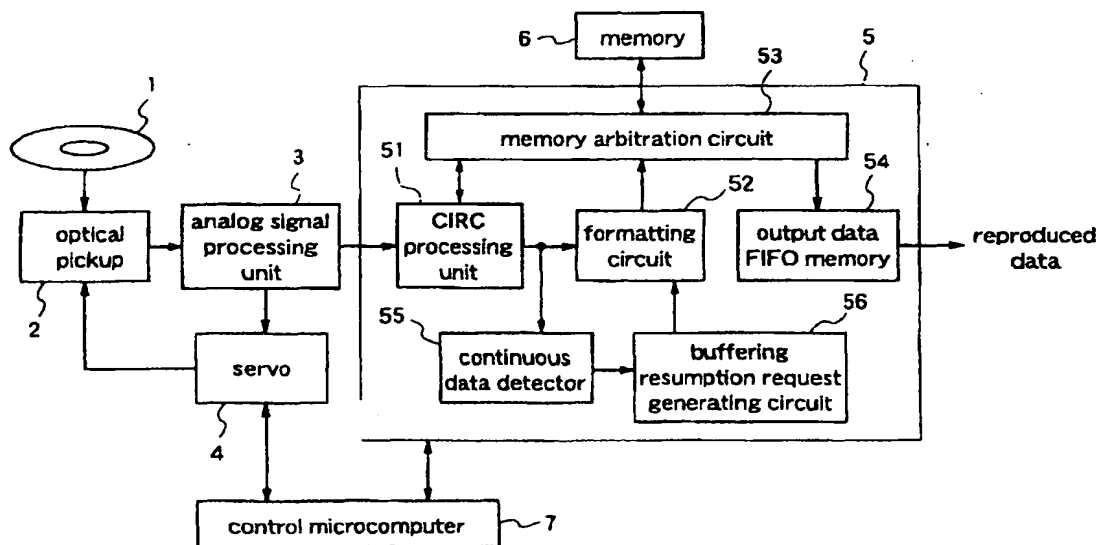 6
memory
53
5
1
memory arbitration circuit
3
51
52
54
optical
pickup
analog signal
processing
unit
CIRC
processing
unit
formatting
circuit
output data
FIFO memory
reproduced
data
2
55
56
servo
continuous
data detector
buffering
resumption request
generating circuit
4
control microcomputer
7